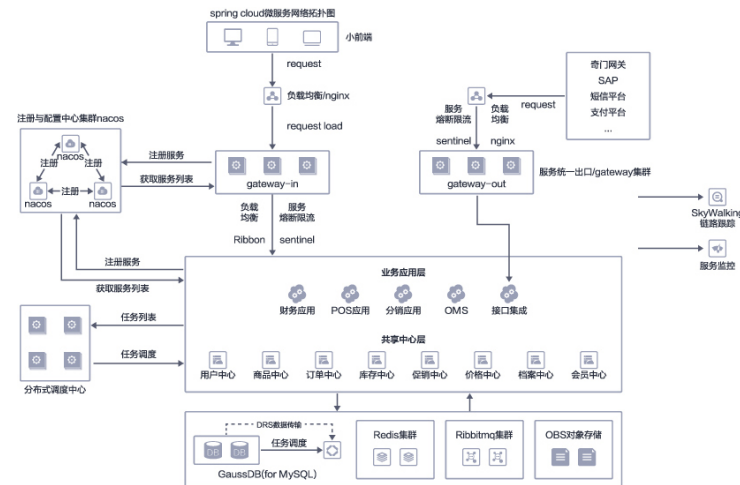 spring cloud微服务网络拓扑图
小前端
request
负载均衡/nginx
request load
奇门网关
SAP
短信平台
支付平台
...
request
服务
熔断限流
负载
均衡
sentinel
nginx
注册与配置中心集群nacos
nacos
注册
注册
注册
nacos
nacos
注册服务
获取服务列表
gateway-in
gateway-out
服务统一出口/gateway集群
负载
均衡
服务
熔断限流
Ribbon
sentinel
SkyWalking
链路跟踪
服务监控
注册服务
获取服务列表
业务应用层
财务应用
POS应用
分销应用
OMS
接口集成
共享中心层
用户中心
商品中心
订单中心
库存中心
促销中心
价格中心
档案中心
会员中心
任务列表
任务调度
分布式调度中心
DRS数据传输
DB
DB
任务调度
GaussDB(for MySQL)
Redis集群
Ribbitmq集群
OBS对象存储